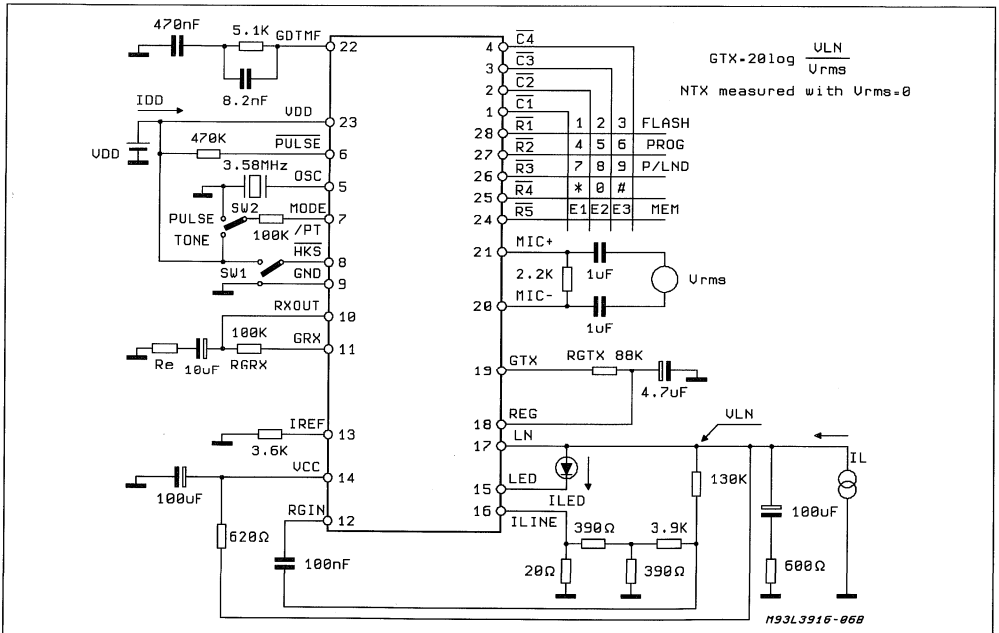 470nF
5.1K
GDTMF
22
8.2nF
IDD
VDD
23
VDD
470K
PULSE
6
3.58MHz
OSC
5
SW2
MODE
7
PULSE
100K
/PT
TONE
HKS
8
SW1
GND
9
RXOUT
10
100K
GRX
11
Re
10uF
RGRX
IREF
13
3.6K
VCC
14
100uF
RGIN
12
620Ω
100nF
4
C4
3
C3
2
C2
1
C1
28
R1
1 2 3 FLASH
27
R2
4 5 6 PROG
26
R3
7 8 9 P/LND
25
R4
* 0 #
24
R5
E1 E2 E3 MEM
GTX=20log VLN
Vrms
NTX measured with Vrms=0
21
MIC+
1uF
2.2K
Vrms
20
MIC-
1uF
19
GTX
RGTX 88K
4.7uF
18
REG
VLN
17
LN
IL
15
LED
ILED
130K
16
ILINE
100uF
390Ω
3.9K
20Ω
390Ω
600Ω
M93L3916-06B